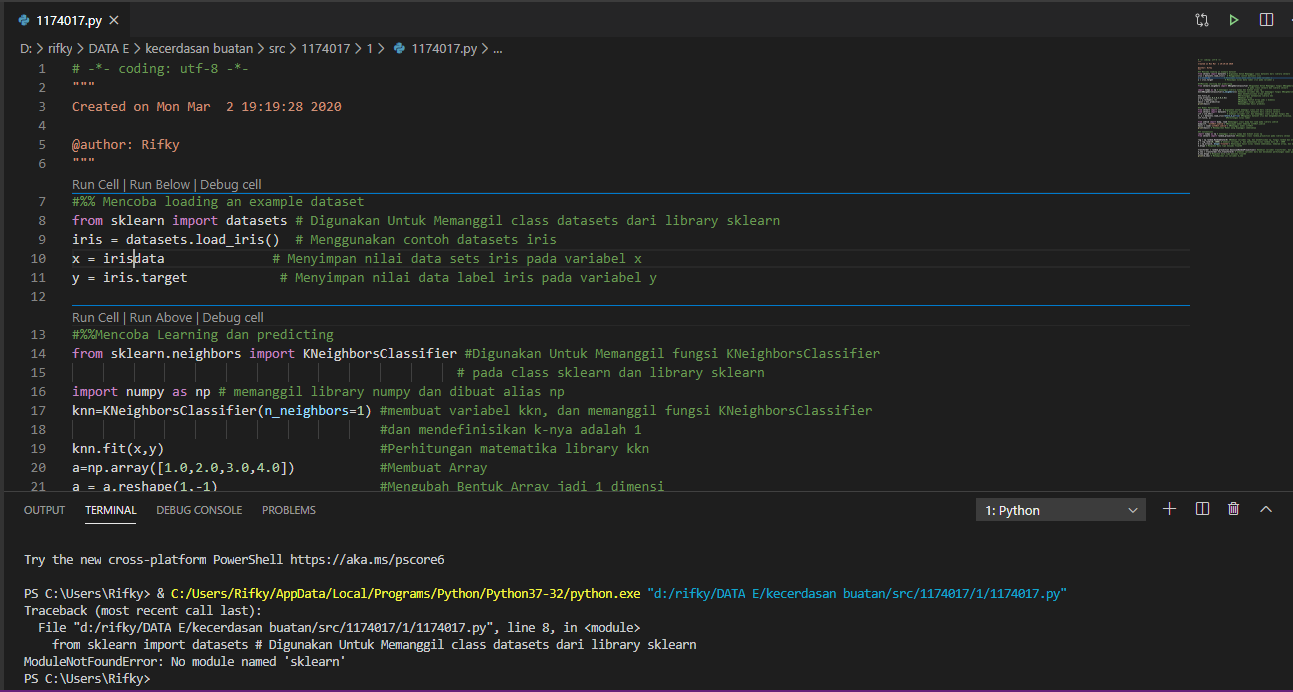 1174017.py
D: > rifky > DATA E > kecerdasan buatan > src > 1174017 > 1 > 1174017.py > ...
1 # -*- coding: utf-8 -*-
2 """
3 Created on Mon Mar  2 19:19:28 2020
4
5 @author: Rifky
6 """
Run Cell | Run Below | Debug cell
7 #%% Mencoba loading an example dataset
8 from sklearn import datasets # Digunakan Untuk Memanggil class datasets dari library sklearn
9 iris = datasets.load_iris()  # Menggunakan contoh datasets iris
10 x = irisdata              # Menyimpan nilai data sets iris pada variabel x
11 y = iris.target            # Menyimpan nilai data label iris pada variabel y
12
Run Cell | Run Above | Debug cell
13 #%%Mencoba Learning dan predicting
14 from sklearn.neighbors import KNeighborsClassifier #Digunakan Untuk Memanggil fungsi KNeighborsClassifier
15 # pada class sklearn dan library sklearn
16 import numpy as np # memanggil library numpy dan dibuat alias np
17 knn=KNeighborsClassifier(n_neighbors=1) #membuat variabel kkn, dan memanggil fungsi KNeighborsClassifier
18 #dan mendefinisikan k-nya adalah 1
19 knn.fit(x,y)                            #Perhitungan matematika library kkn
20 a=np.array([1.0,2.0,3.0,4.0])           #Membuat Array
21 a = a.reshape(1,-1)                     #Mengubah Bentuk Array jadi 1 dimensi
OUTPUT TERMINAL DEBUG CONSOLE PROBLEMS 1: Python
Try the new cross-platform PowerShell https://aka.ms/pscore6
PS C:\Users\Rifky> & C:/Users/Rifky/AppData/Local/Programs/Python/Python37-32/python.exe "d:/rifky/DATA E/kecerdasan buatan/src/1174017/1/1174017.py"
Traceback (most recent call last):
  File "d:/rifky/DATA E/kecerdasan buatan/src/1174017/1/1174017.py", line 8, in <module>
    from sklearn import datasets # Digunakan Untuk Memanggil class datasets dari library sklearn
ModuleNotFoundError: No module named 'sklearn'
PS C:\Users\Rifky>